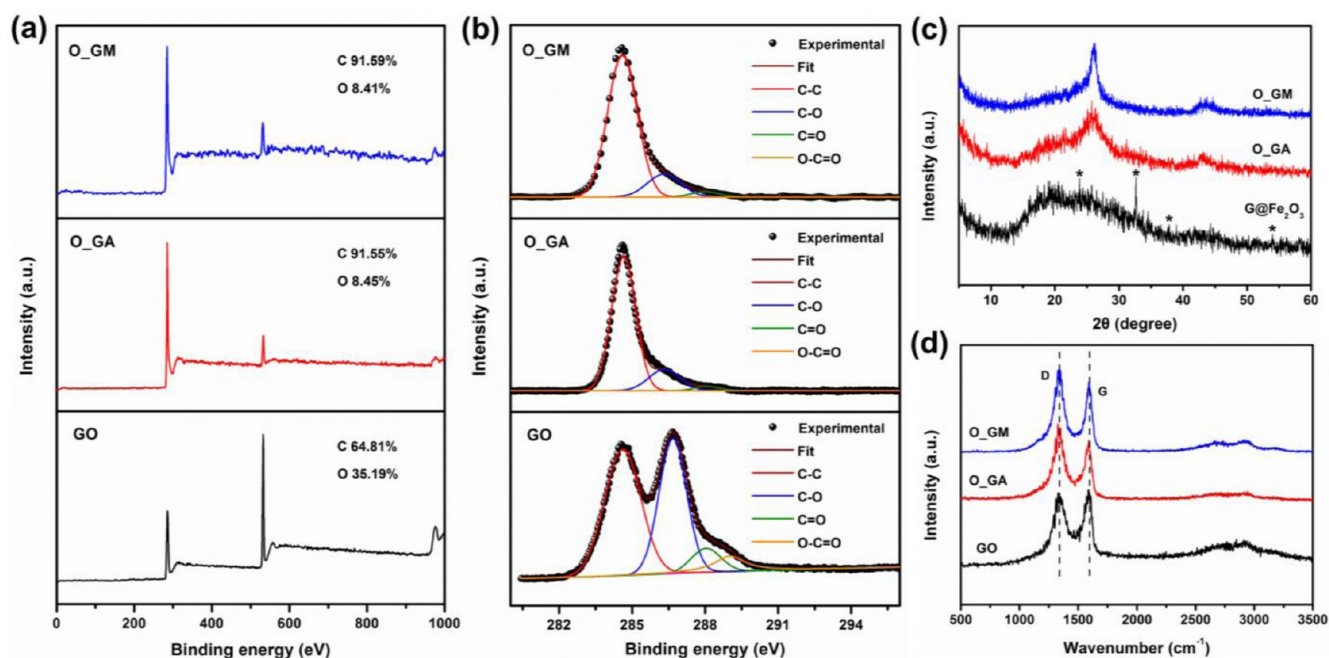 (a)
O_GM
C 91.59%
O 8.41%
O_GA
C 91.55%
O 8.45%
GO
C 64.81%
O 35.19%
Intensity (a.u.)
0 200 400 600 800 1000
Binding energy (eV)
(b)
O_GM
Experimental
Fit
C-C
C-O
C=O
O-C=O
O_GA
Experimental
Fit
C-C
C-O
C=O
O-C=O
GO
Experimental
Fit
C-C
C-O
C=O
O-C=O
Intensity (a.u.)
282 285 288 291 294
Binding energy (eV)
(c)
O_GM
O_GA
* * * *
G@Fe₂O₃
Intensity (a.u.)
10 20 30 40 50 60
2θ (degree)
(d)
D
G
O_GM
O_GA
GO
Intensity (a.u.)
500 1000 1500 2000 2500 3000 3500
Wavenumber (cm⁻¹)